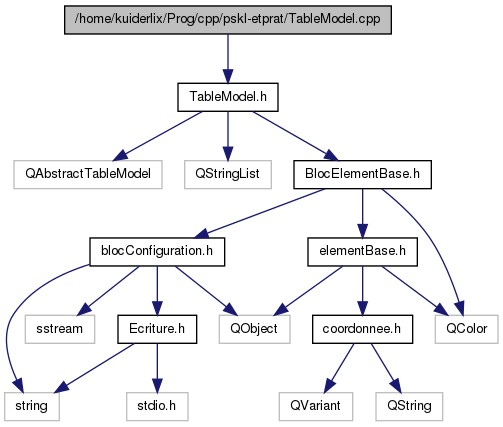 /home/kuiderlix/Prog/cpp/pskl-etprat/TableModel.cpp
TableModel.h
QAbstractTableModel
QStringList
BlocElementBase.h
blocConfiguration.h
elementBase.h
sstream
Ecriture.h
QObject
coordonnee.h
QColor
string
stdio.h
QVariant
QString